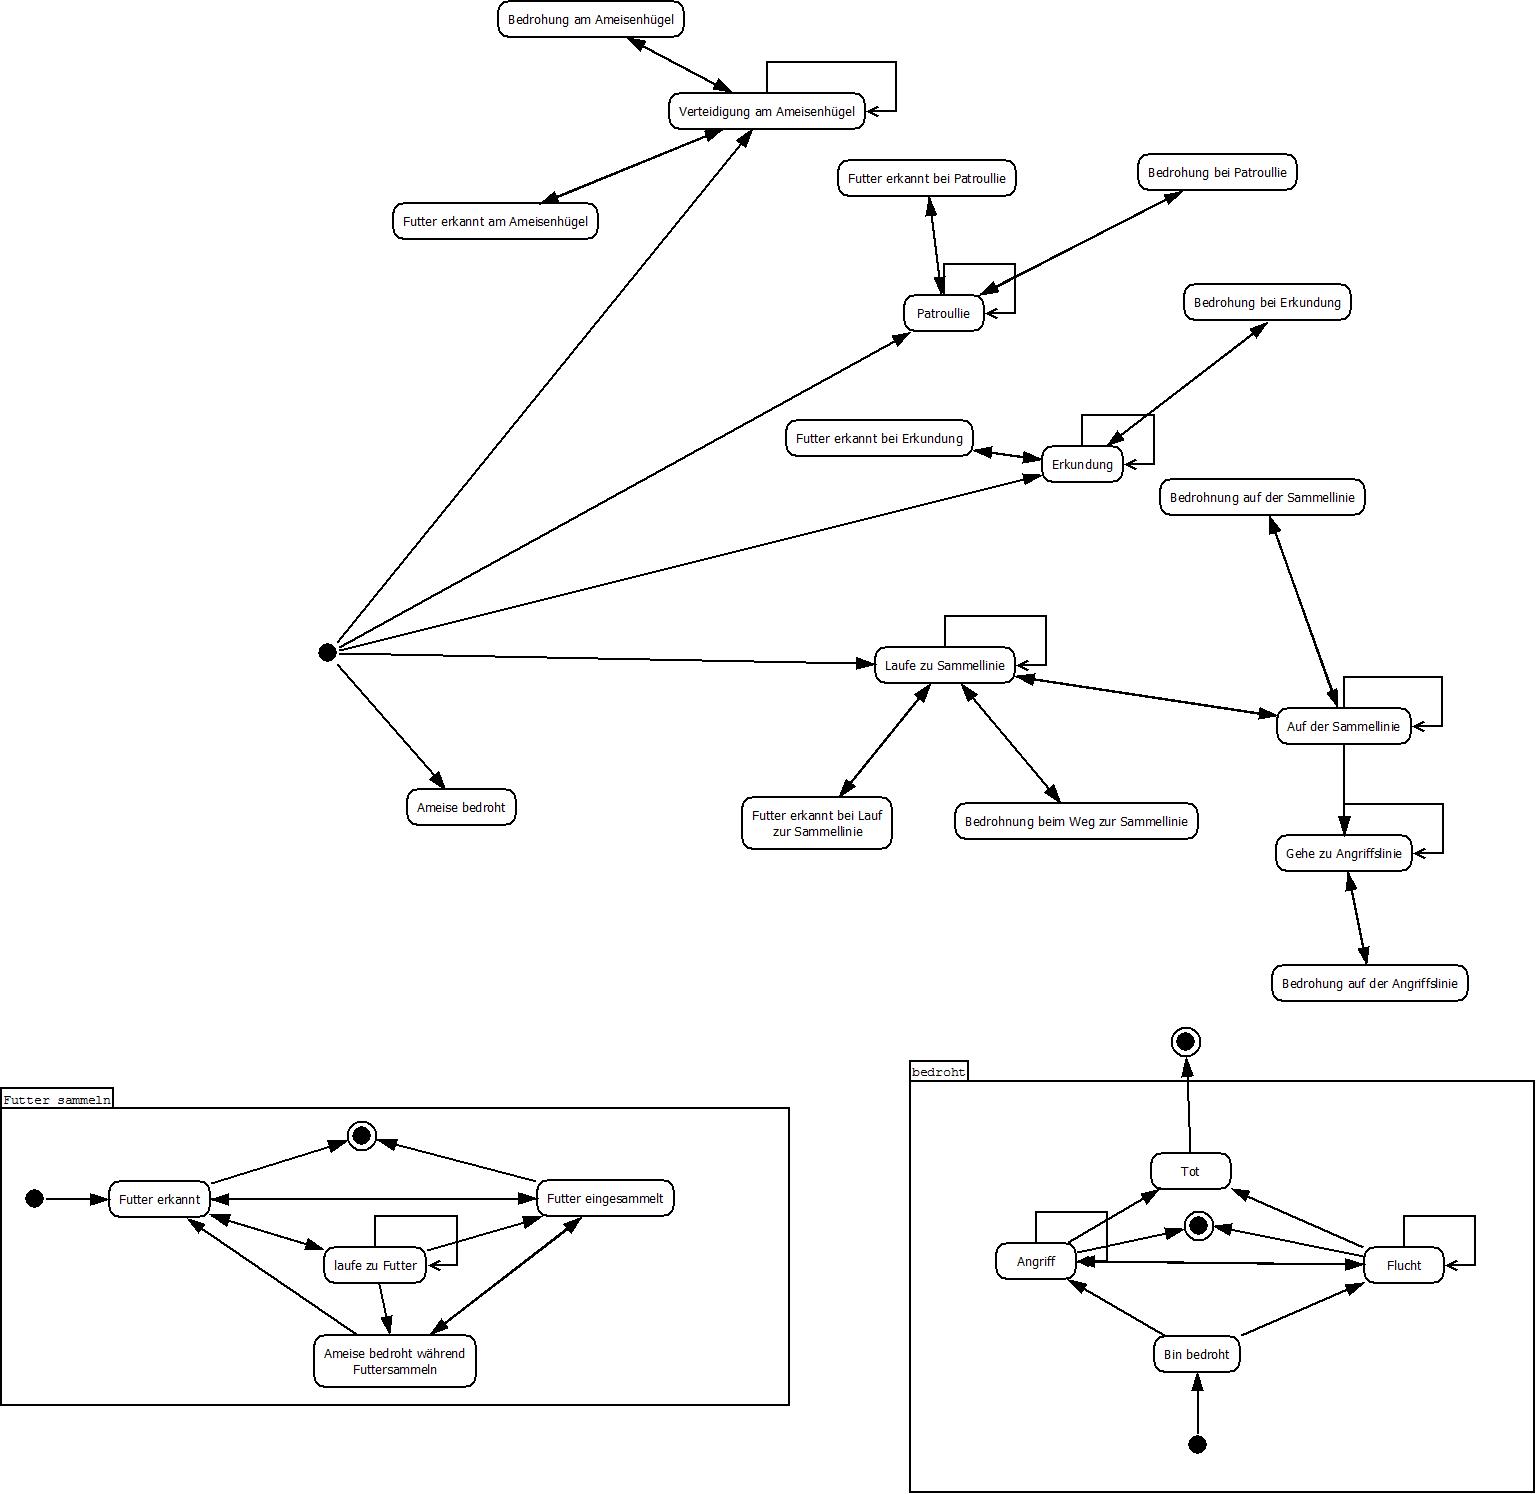 Bedrohung am Ameisenhügel
Verteidigung am Ameisenhügel
Futter erkannt am Ameisenhügel
Futter erkannt bei Patroullie
Bedrohung bei Patroullie
Patroullie
Bedrohung bei Erkundung
Futter erkannt bei Erkundung
Erkundung
Bedrohnung auf der Sammellinie
Laufe zu Sammellinie
Auf der Sammellinie
Ameise bedroht
Futter erkannt bei Lauf
zur Sammellinie
Bedrohnung beim Weg zur Sammellinie
Gehe zu Angriffslinie
Bedrohung auf der Angriffslinie
Futter sammeln
Futter erkannt
Futter eingesammelt
laufe zu Futter
Ameise bedroht während
Futtersammeln
bedroht
Tot
Angriff
Flucht
Bin bedroht